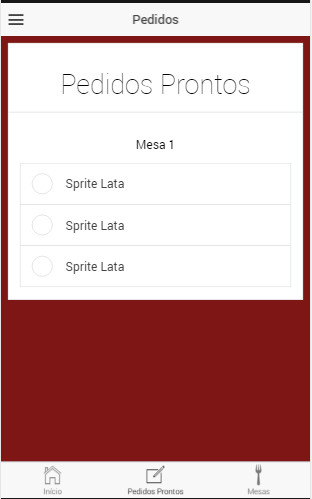 Pedidos
Pedidos Prontos
Mesa 1
Sprite Lata
Sprite Lata
Sprite Lata
Início
Pedidos Prontos
Mesas